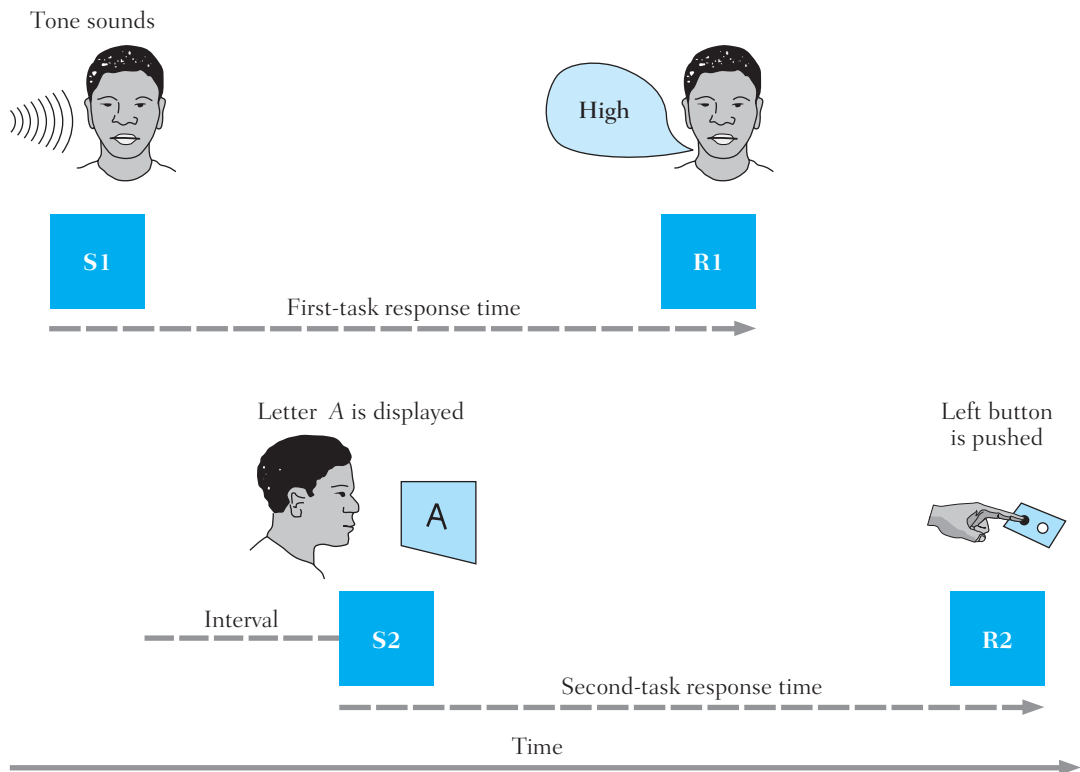 Tone sounds
High
S1
R1
First-task response time
Letter A is displayed
Left button
is pushed
A
Interval
S2
R2
Second-task response time
Time